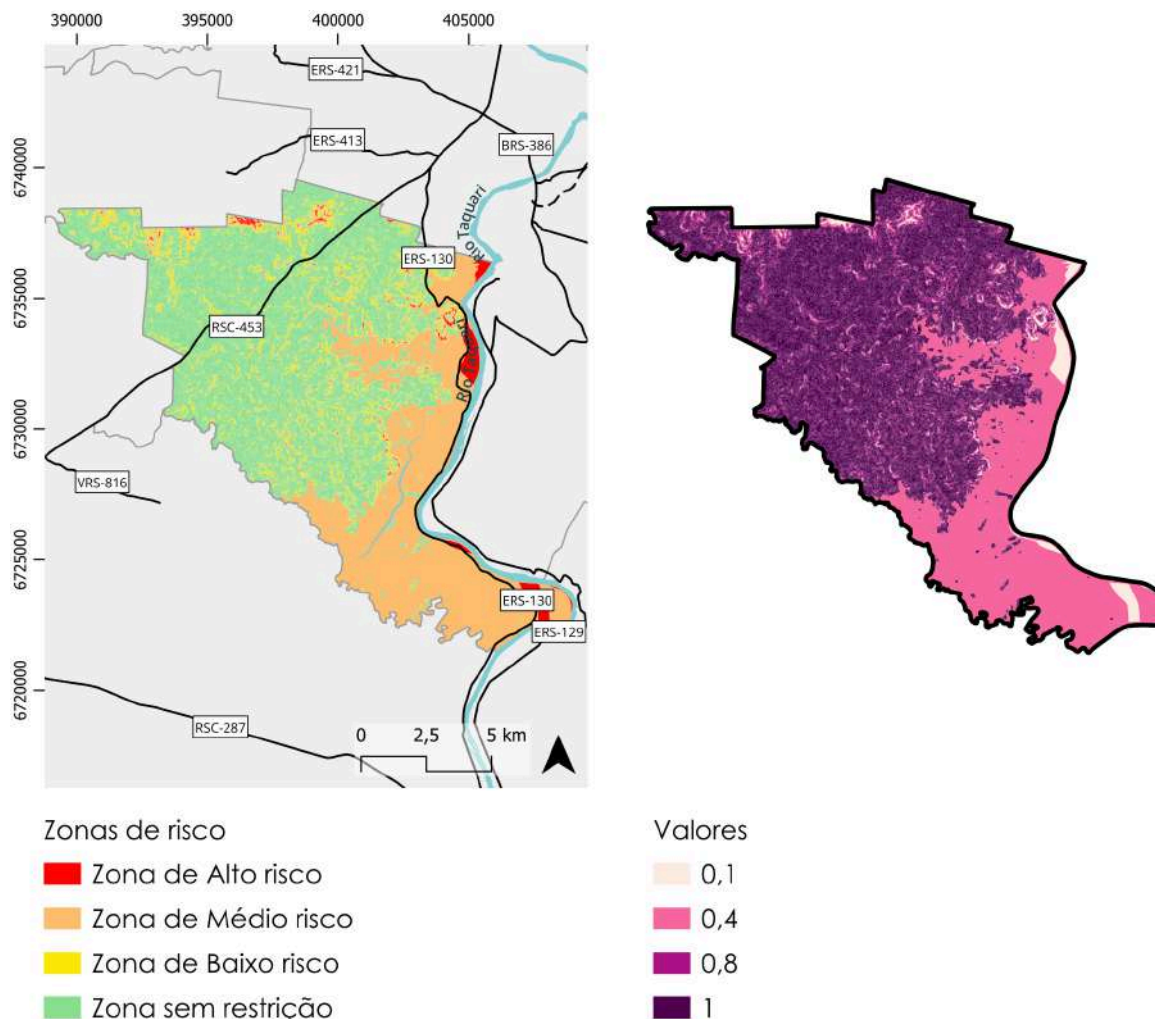 390000 395000 400000 405000
6740000
6735000
6730000
6725000
6720000
ERS-421
ERS-413
BRS-386
Rio Taquari
ERS-130
RSC-453
Rio Taquari
VRS-816
ERS-130
ERS-129
RSC-287
0 2,5 5 km
Zonas de risco
Zona de Alto risco
Zona de Médio risco
Zona de Baixo risco
Zona sem restrição
Valores
0,1
0,4
0,8
1